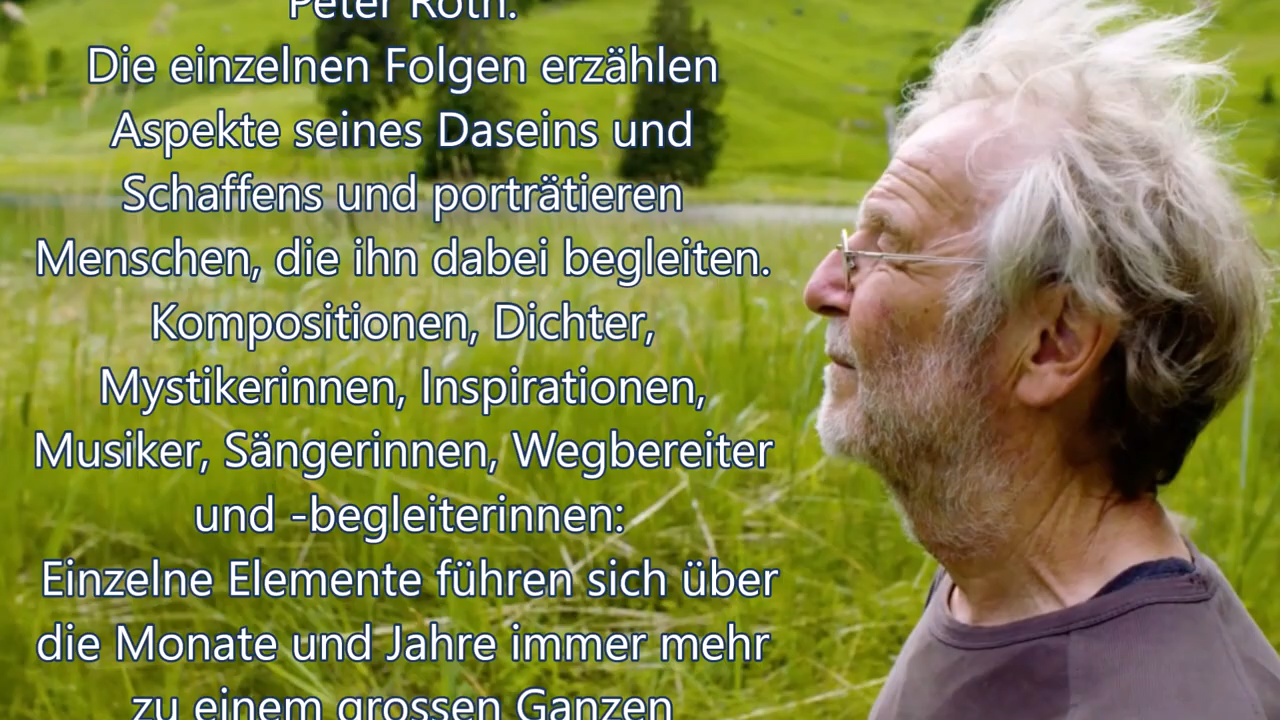 Peter Roth.
Die einzelnen Folgen erzählen
Aspekte seines Daseins und
Schaffens und porträtieren
Menschen, die ihn dabei begleiten.
Kompositionen, Dichter,
Mystikerinnen, Inspirationen,
Musiker, Sängerinnen, Wegbereiter
und -begleiterinnen:
Einzelne Elemente führen sich über
die Monate und Jahre immer mehr
zu einem grossen Ganzen